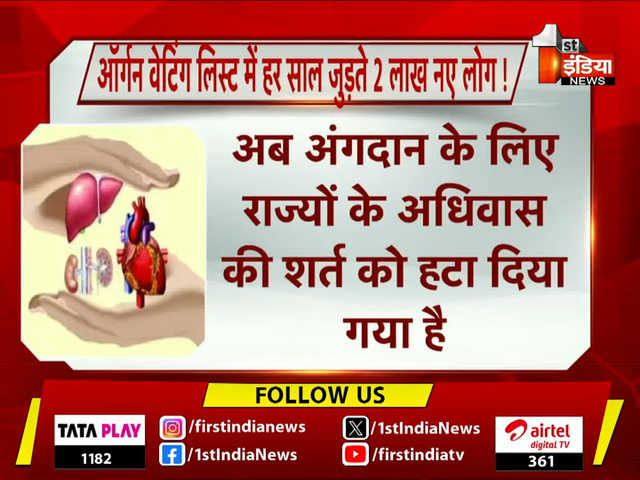 ऑर्गन वेटिंग लिस्ट में हर साल जुड़ते 2 लाख नए लोग !
1st
इंडिया
NEWS
अब अंगदान के लिए
राज्यों के अधिवास
की शर्त को हटा दिया
गया है
FOLLOW US
TATA PLAY
1182
/firstindianews
/1stIndiaNews
/1stIndiaNews
/firstindiatv
airtel
digital TV
361